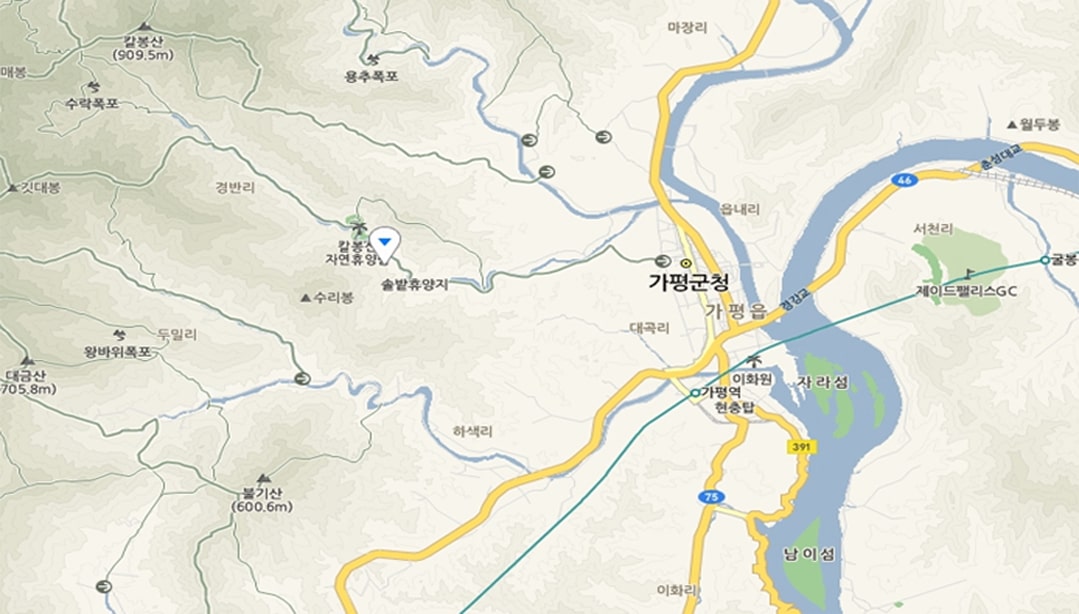 마장리
칼봉산
(909.5m)
매봉
용추폭포
수락폭포
월두봉
춘성대교
46
깃대봉
경반리
읍내리
서천리
칼봉산
자연휴양림
가평군청
굴봉
솔밭휴양지
제이드팰리스GC
수리봉
가평읍
경강교
대곡리
두밀리
왕바위폭포
대금산
705.8m)
이화원
자라섬
가평역
현충탑
하색리
391
불기산
(600.6m)
75
남이섬
이화리